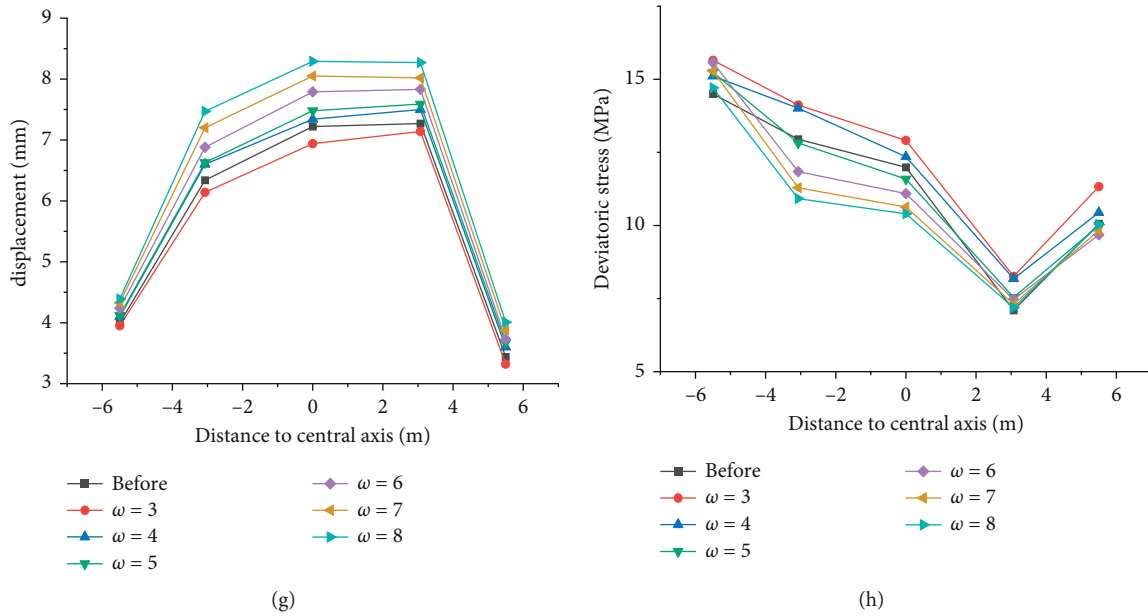 9
8
7
6
5
4
3
displacement (mm)
–6 –4 –2 0 2 4 6
Distance to central axis (m)
Before
ω = 3
ω = 4
ω = 5
ω = 6
ω = 7
ω = 8
(g)
15
10
5
Deviatoric stress (MPa)
–6 –4 –2 0 2 4 6
Distance to central axis (m)
Before
ω = 3
ω = 4
ω = 5
ω = 6
ω = 7
ω = 8
(h)